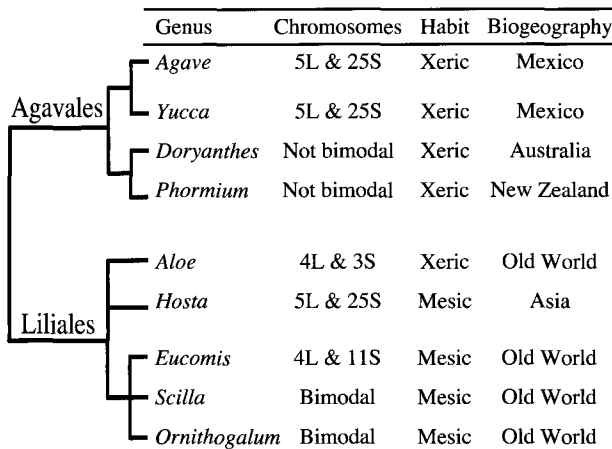 Genus Chromosomes Habit Biogeography
Agave 5L & 25S Xeric Mexico
Agavales
Yucca 5L & 25S Xeric Mexico
Doryanthes Not bimodal Xeric Australia
Phormium Not bimodal Xeric New Zealand
Aloe 4L & 3S Xeric Old World
Hosta 5L & 25S Mesic Asia
Liliales
Eucomis 4L & 11S Mesic Old World
Scilla Bimodal Mesic Old World
Ornithogalum Bimodal Mesic Old World